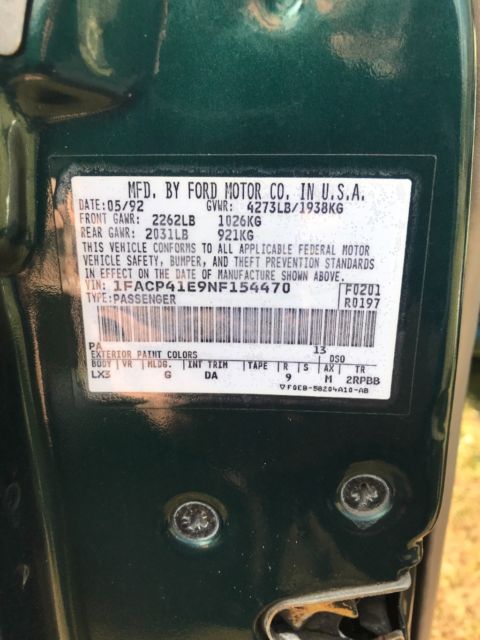 MFD. BY FORD MOTOR CO. IN U.S.A.
DATE: 05/92 GVWR: 4273LB/1938KG
FRONT GAWR: 2262LB 1026KG
REAR GAWR: 2031LB 921KG
THIS VEHICLE CONFORMS TO ALL APPLICABLE FEDERAL MOTOR
VEHICLE SAFETY, BUMPER, AND THEFT PREVENTION STANDARDS
IN EFFECT ON THE DATE OF MANUFACTURE SHOWN ABOVE.
VIN: 1FACP41E9NF154470 F0201
TYPE: PASSENGER R0197
PA 13
EXTERIOR PAINT COLORS DSO
BODY VR MLDG. INT TRIM TAPE R S AX TR
LX3 G DA 9 M 2RPBB
▽F0EB-58204A10-AB